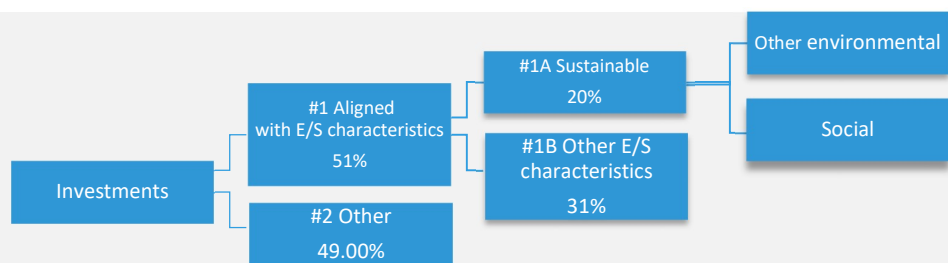 Investments
#1 Aligned
with E/S characteristics
51%
#2 Other
49.00%
#1A Sustainable
20%
#1B Other E/S
characteristics
31%
Other environmental
Social